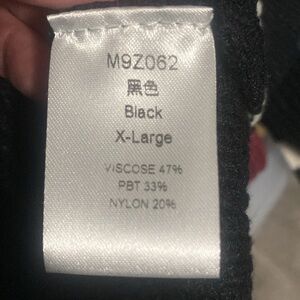 M9Z062
黑色
Black
X-Large
VISCOSE 47%
PBT 33%
NYLON 20%